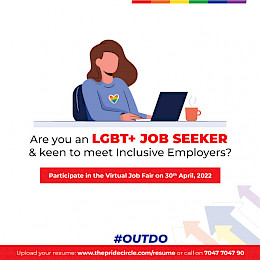 Are you an LGBT+ JOB SEEKER
& keen to meet Inclusive Employers?
Participate in the Virtual Job Fair on 30th April, 2022
#OUTDO
Upload your resume: www.thepridecircle.com/resume or call on 7047 7047 90